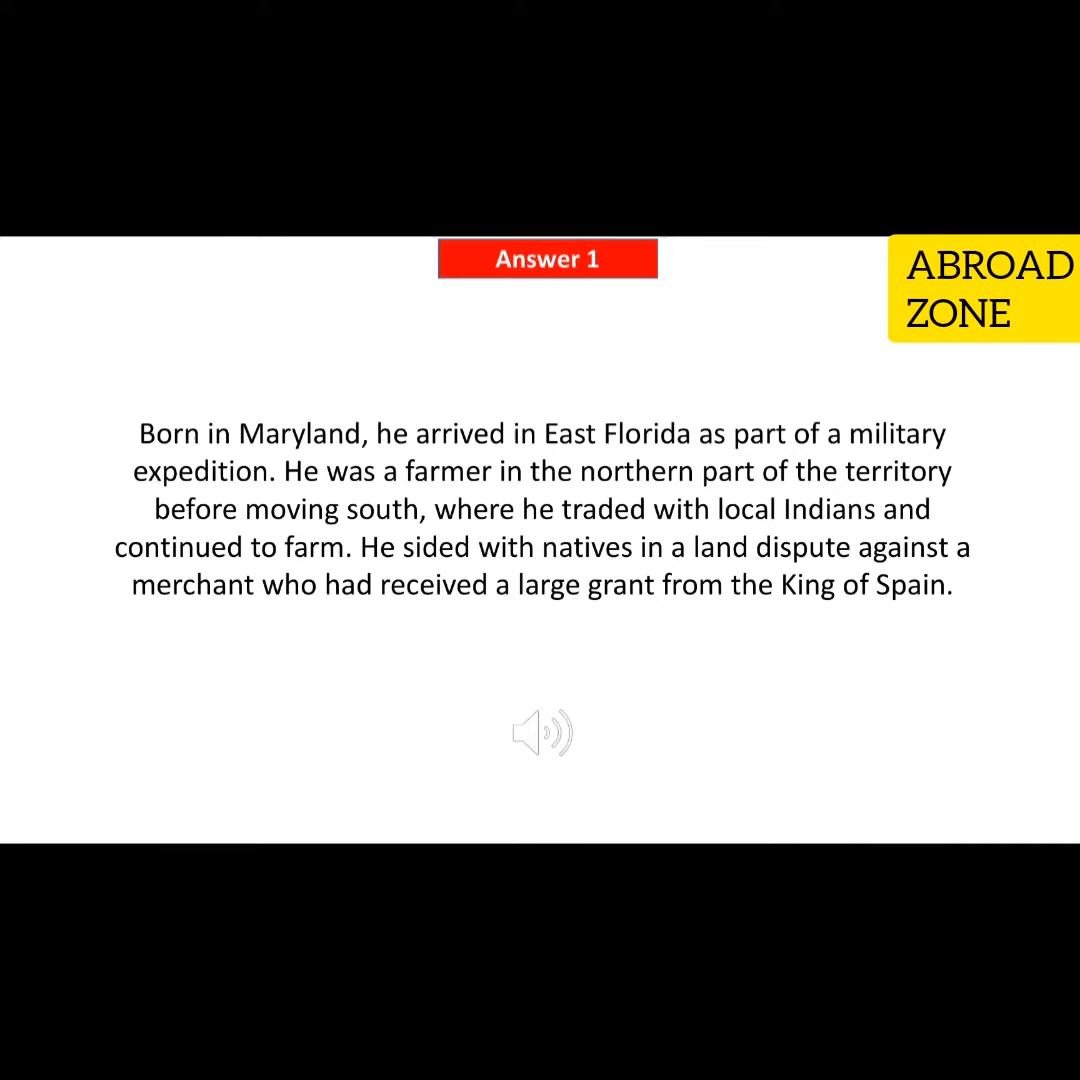 Answer 1
ABROAD
ZONE
Born in Maryland, he arrived in East Florida as part of a military
expedition. He was a farmer in the northern part of the territory
before moving south, where he traded with local Indians and
continued to farm. He sided with natives in a land dispute against a
merchant who had received a large grant from the King of Spain.